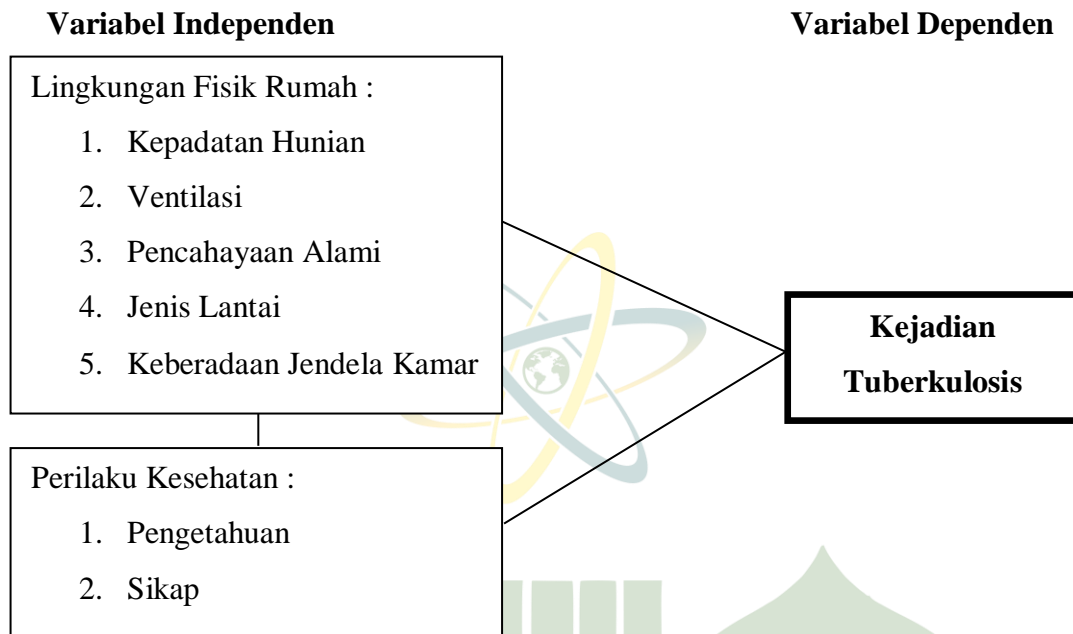 Variabel Independen
Variabel Dependen
Lingkungan Fisik Rumah :
1. Kepadatan Hunian
2. Ventilasi
3. Pencahayaan Alami
4. Jenis Lantai
5. Keberadaan Jendela Kamar
Kejadian
Tuberkulosis
Perilaku Kesehatan :
1. Pengetahuan
2. Sikap